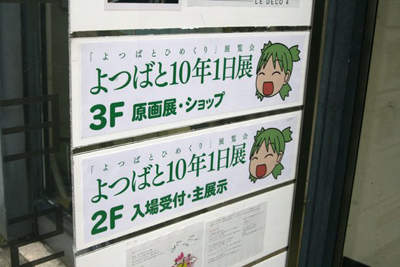 LE DECO 4
「よつばとひめくり」展覧会
よつばと10年1日展
3F 原画展・ショップ
「よつばとひめくり」展覧会
よつばと10年1日展
2F 入場受付・主展示